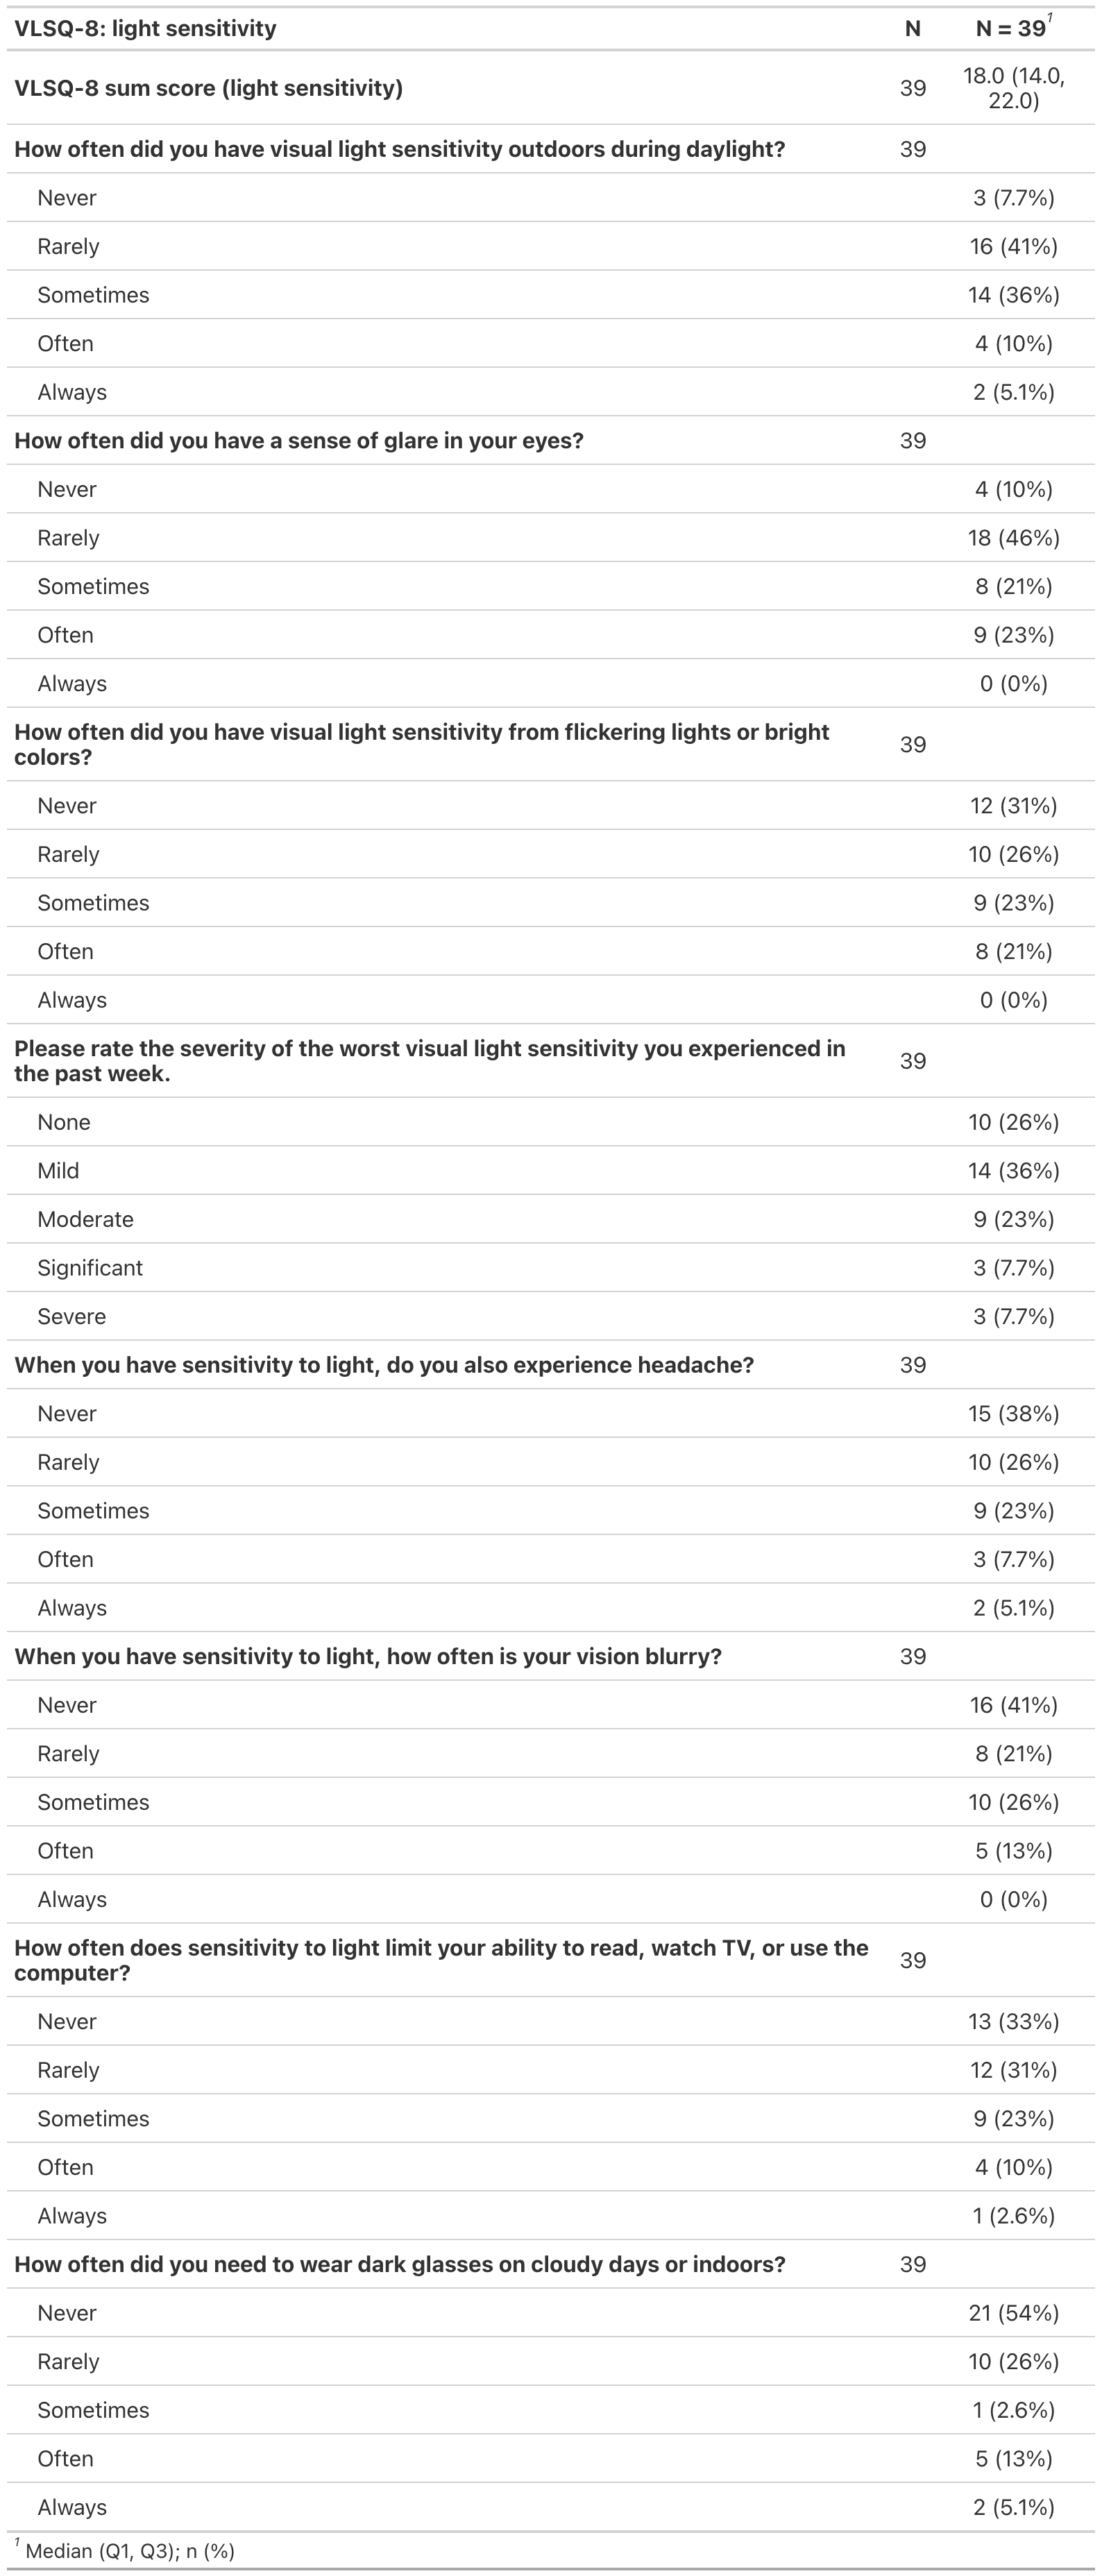 VLSQ-8: light sensitivity N N = 39¹
VLSQ-8 sum score (light sensitivity) 39 18.0 (14.0,
22.0)
How often did you have visual light sensitivity outdoors during daylight? 39
Never 3 (7.7%)
Rarely 16 (41%)
Sometimes 14 (36%)
Often 4 (10%)
Always 2 (5.1%)
How often did you have a sense of glare in your eyes? 39
Never 4 (10%)
Rarely 18 (46%)
Sometimes 8 (21%)
Often 9 (23%)
Always 0 (0%)
How often did you have visual light sensitivity from flickering lights or bright
colors? 39
Never 12 (31%)
Rarely 10 (26%)
Sometimes 9 (23%)
Often 8 (21%)
Always 0 (0%)
Please rate the severity of the worst visual light sensitivity you experienced in
the past week. 39
None 10 (26%)
Mild 14 (36%)
Moderate 9 (23%)
Significant 3 (7.7%)
Severe 3 (7.7%)
When you have sensitivity to light, do you also experience headache? 39
Never 15 (38%)
Rarely 10 (26%)
Sometimes 9 (23%)
Often 3 (7.7%)
Always 2 (5.1%)
When you have sensitivity to light, how often is your vision blurry? 39
Never 16 (41%)
Rarely 8 (21%)
Sometimes 10 (26%)
Often 5 (13%)
Always 0 (0%)
How often does sensitivity to light limit your ability to read, watch TV, or use the
computer? 39
Never 13 (33%)
Rarely 12 (31%)
Sometimes 9 (23%)
Often 4 (10%)
Always 1 (2.6%)
How often did you need to wear dark glasses on cloudy days or indoors? 39
Never 21 (54%)
Rarely 10 (26%)
Sometimes 1 (2.6%)
Often 5 (13%)
Always 2 (5.1%)
¹ Median (Q1, Q3); n (%)